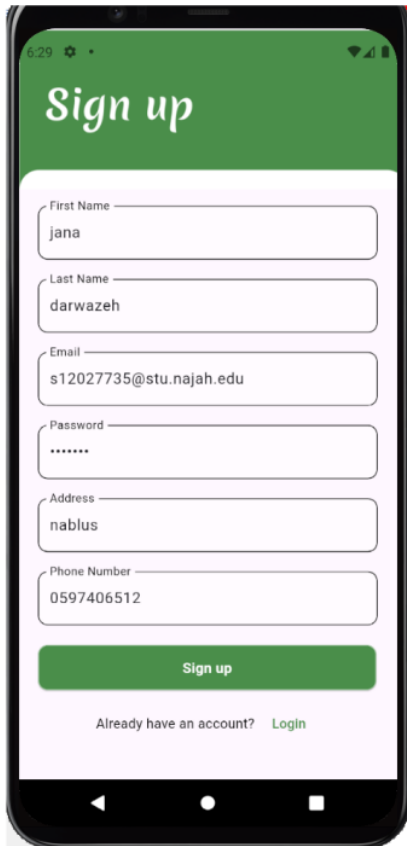 6:29
Sign up
First Name
jana
Last Name
darwazeh
Email
s12027735@stu.najah.edu
Password
•••••••
Address
nablus
Phone Number
0597406512
Sign up
Already have an account? Login